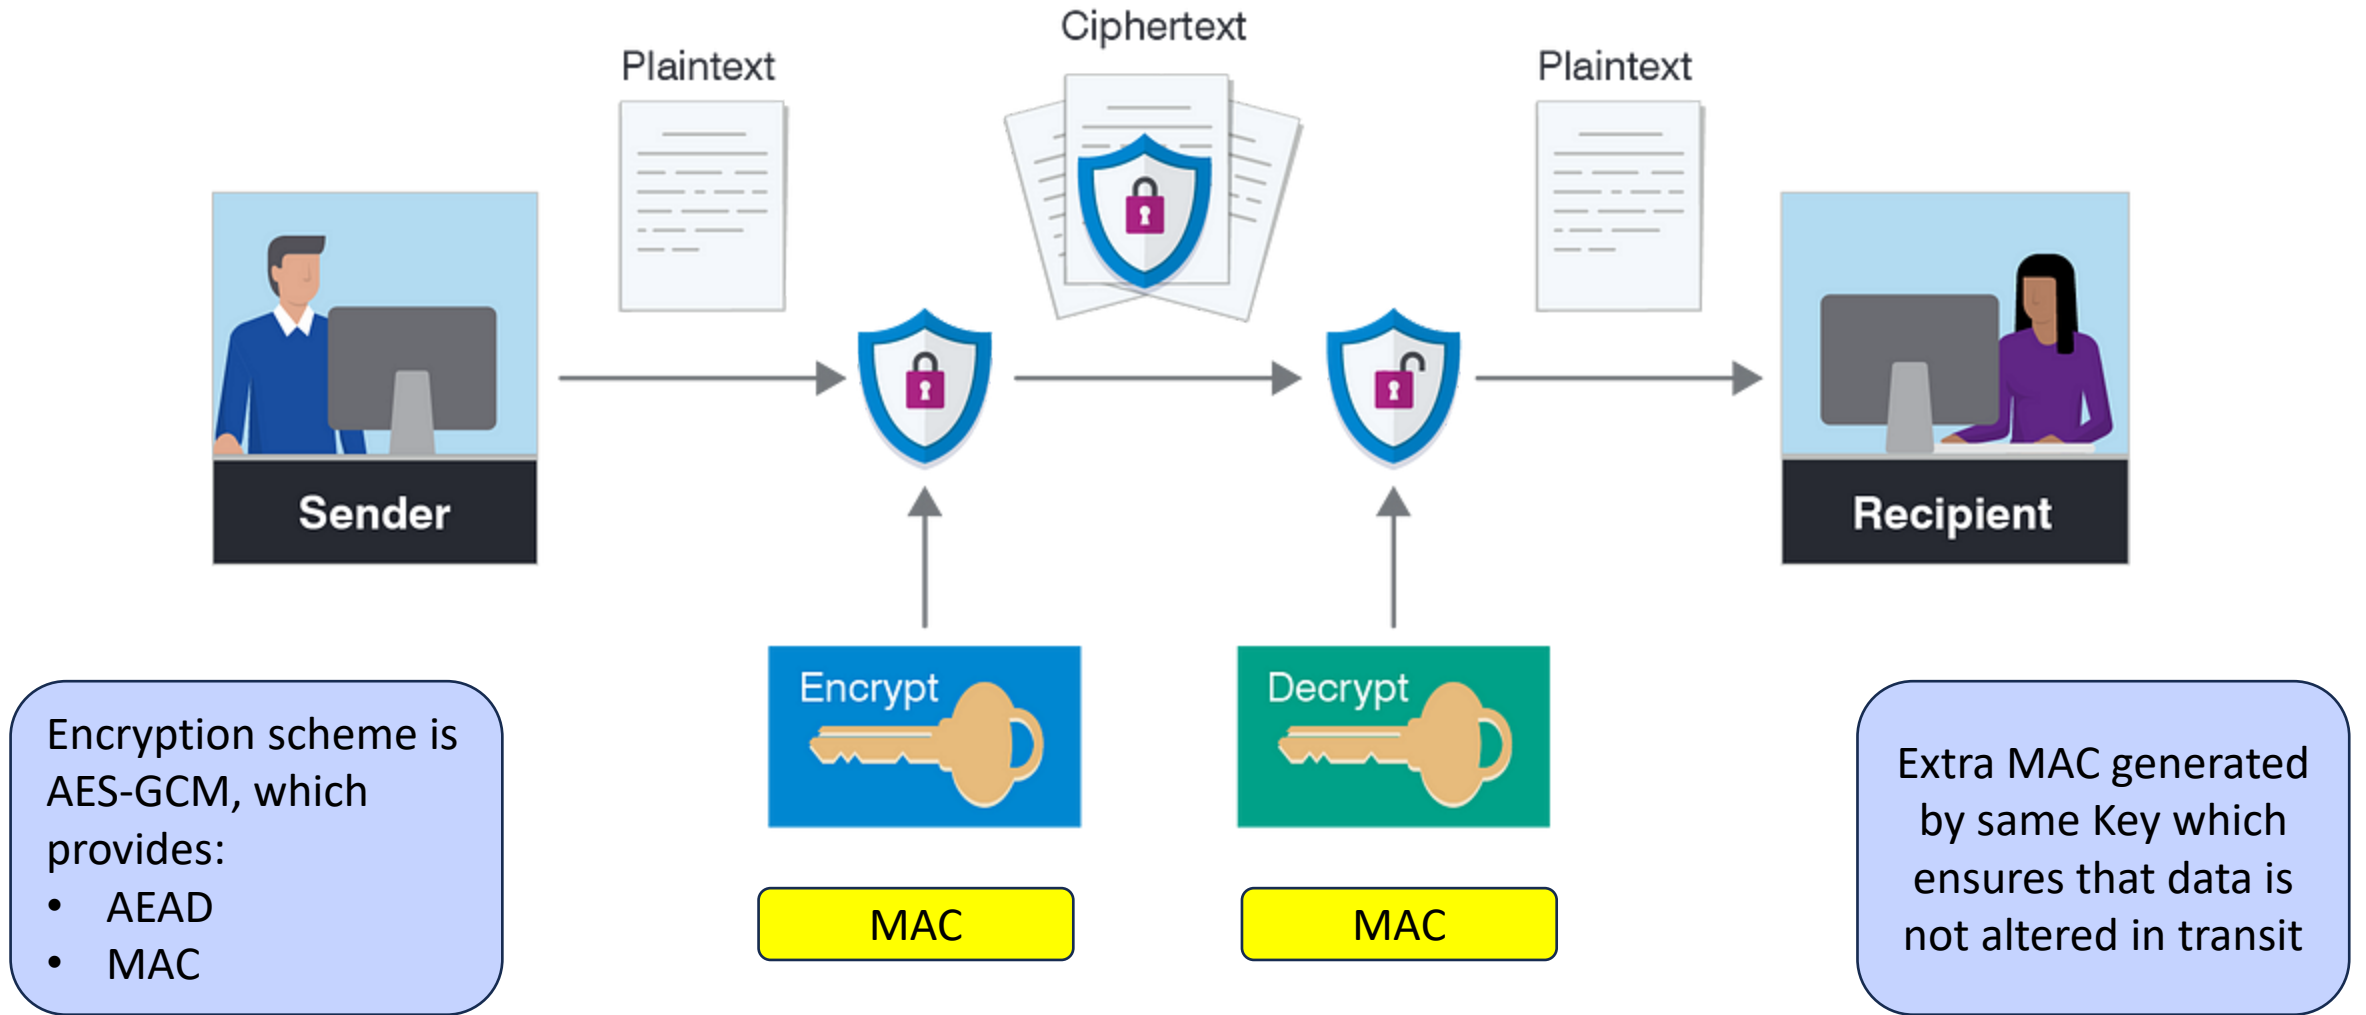 Ciphertext
Plaintext
Plaintext
Sender
Recipient
Encrypt
Decrypt
Encryption scheme is
AES-GCM, which
provides:
• AEAD
• MAC
MAC
MAC
Extra MAC generated
by same Key which
ensures that data is
not altered in transit